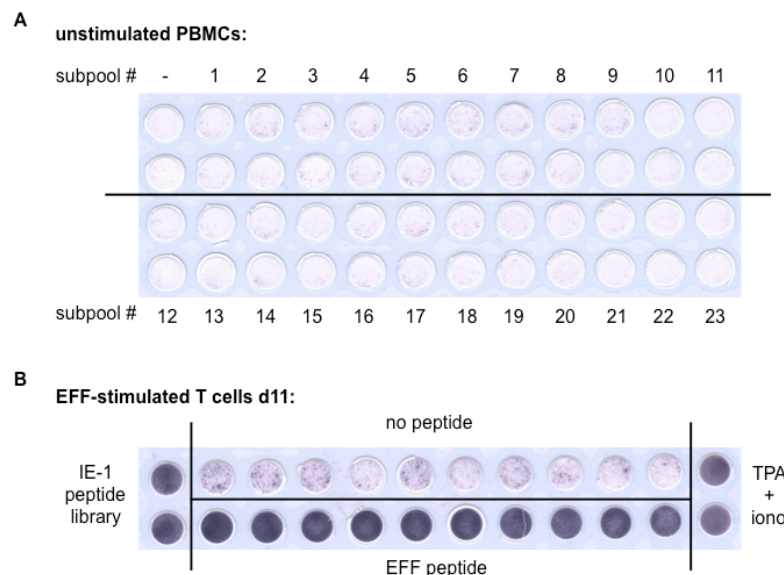 A
unstimulated PBMCs:
subpool # - 1 2 3 4 5 6 7 8 9 10 11
subpool # 12 13 14 15 16 17 18 19 20 21 22 23
B
EFF-stimulated T cells d11:
no peptide
IE-1
peptide
library
TPA
+
iono
EFF peptide